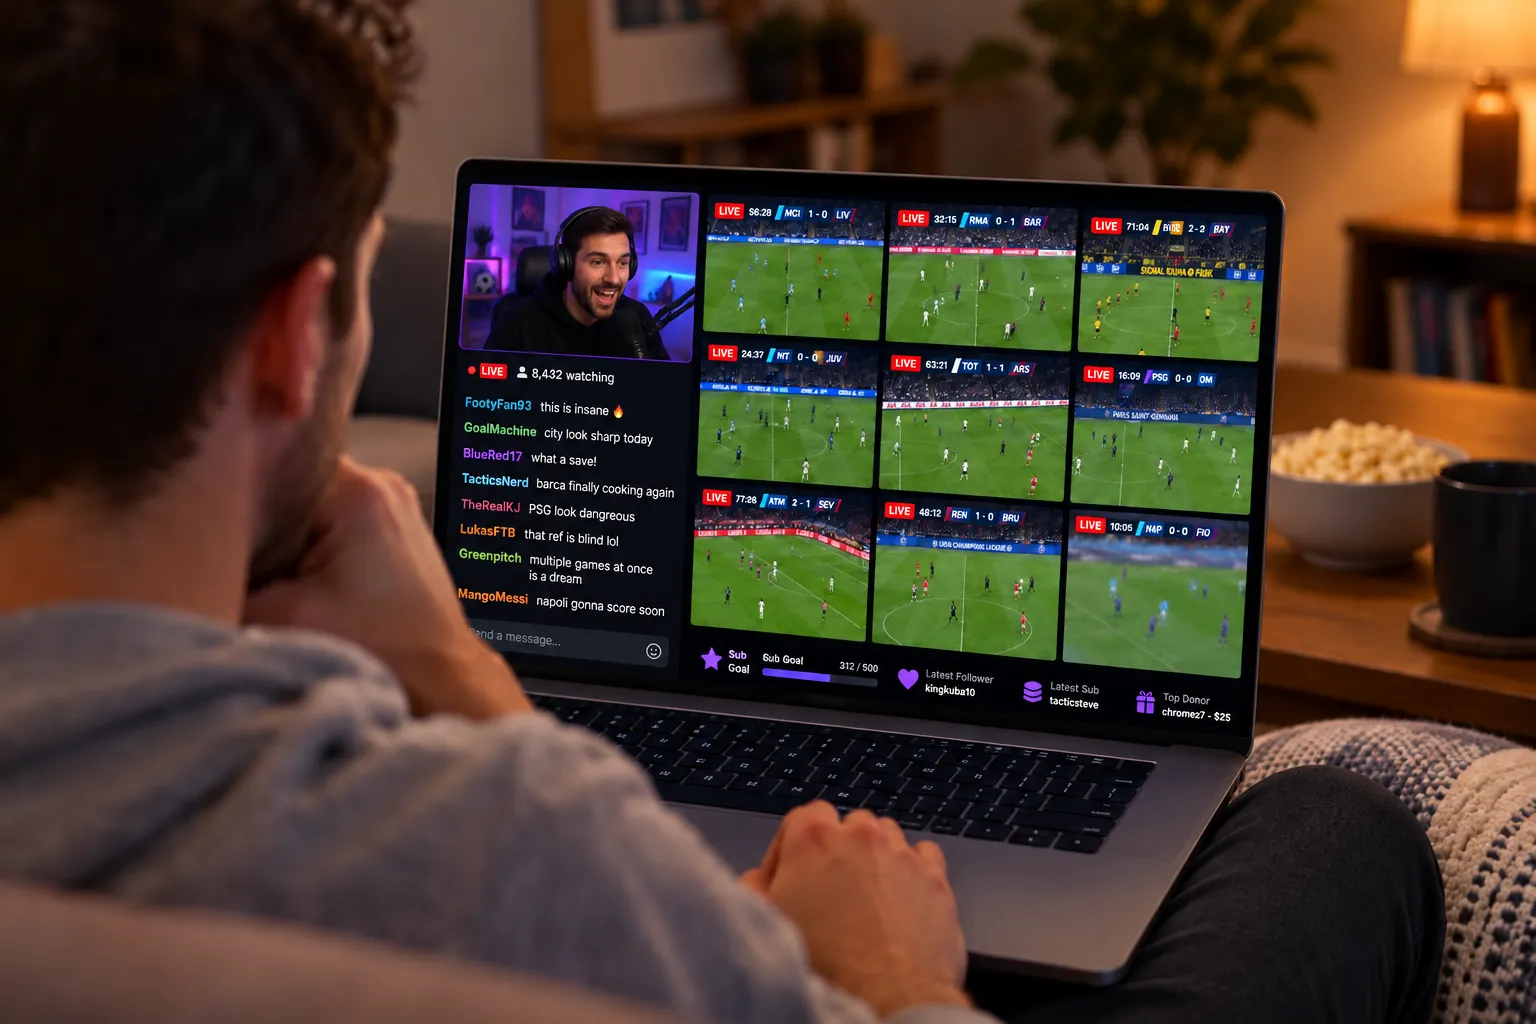 LIVE
8,432 watching
FootyFan93 this is insane 🔥
GoalMachine city look sharp today
BlueRed17 what a save!
TacticsNerd barca finally cooking again
TheRealKJ PSG look dangrous
LukasFTB that ref is blind lol
Greenpitch multiple games at once
is a dream
MangoMessi napoli gonna score soon
end a message...
LIVE S6:28 MCI 1 - 0 LIV
LIVE 32:15 RMA 0 - 1 BAR
LIVE 71:04 2 - 2 BAY
LIVE 24:37 0 - 0 JUV
LIVE 63:21 TOT 1 - 1 ARS
LIVE 16:09 PSG 0-0 OM
PARIS SAINT-GERMAIN
LIVE 77:26 ATM 2 - 1 SEV
LIVE 48:12 REN 1 - 0 BRU
LIVE 10:05 NAP 0-0 FIO
Sub
Goal
Sub Goal
312 / 500
Latest Follower
kingkuba10
Latest Sub
tacticsteve
Top Donor
chromez7 - $25